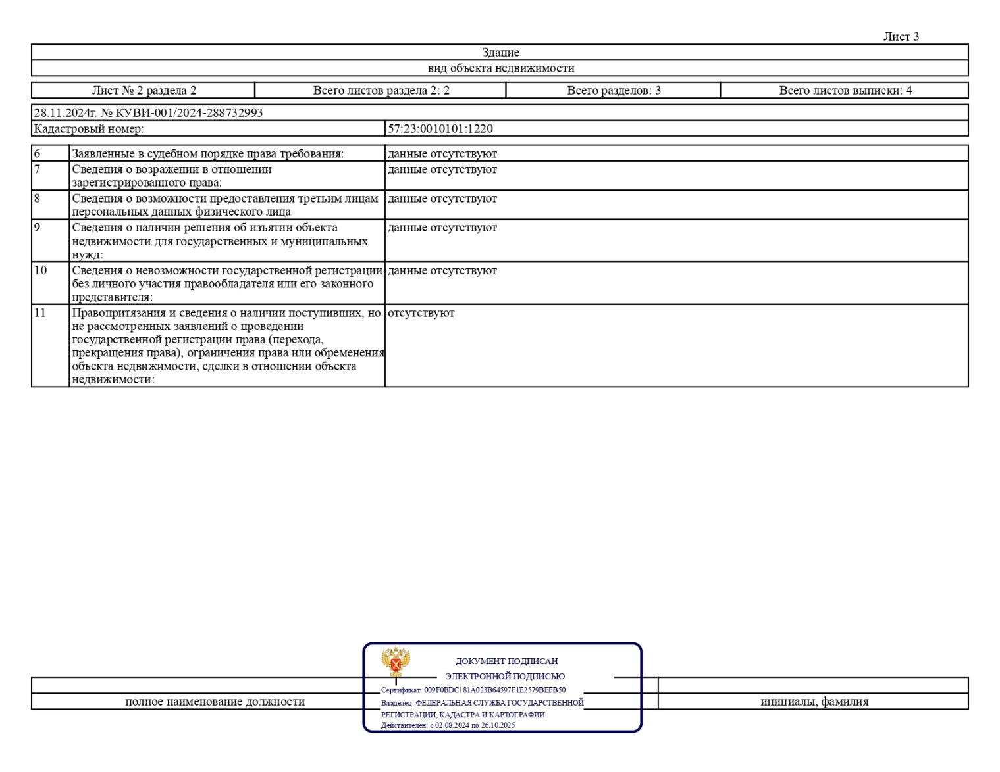 Лист 3
Здание
вид объекта недвижимости
Лист № 2 раздела 2 Всего листов раздела 2: 2 Всего разделов: 3 Всего листов выписки: 4
28.11.2024г. № КУВИ-001/2024-288732993
Кадастровый номер: 57:23:0010101:1220
6 Заявленные в судебном порядке права требования: данные отсутствуют
7 Сведения о возражении в отношении данные отсутствуют
зарегистрированного права:
8 Сведения о возможности предоставления третьим лицам данные отсутствуют
персональных данных физического лица
9 Сведения о наличии решения об изъятии объекта данные отсутствуют
недвижимости для государственных и муниципальных
нужд:
10 Сведения о невозможности государственной регистрации данные отсутствуют
без личного участия правообладателя или его законного
представителя:
11 Правопритязания и сведения о наличии поступивших, но отсутствуют
не рассмотренных заявлений о проведении
государственной регистрации права (перехода,
прекращения права), ограничения права или обременения
объекта недвижимости, сделки в отношении объекта
недвижимости:
ДОКУМЕНТ ПОДПИСАН
ЭЛЕКТРОННОЙ ПОДПИСЬЮ
Сертификат: 009F0BDC181A023B64597F1E2579BEFB50
Владелец: ФЕДЕРАЛЬНАЯ СЛУЖБА ГОСУДАРСТВЕННОЙ
РЕГИСТРАЦИИ, КАДАСТРА И КАРТОГРАФИИ
Действителен: с 02.08.2024 по 26.10.2025
полное наименование должности инициалы, фамилия